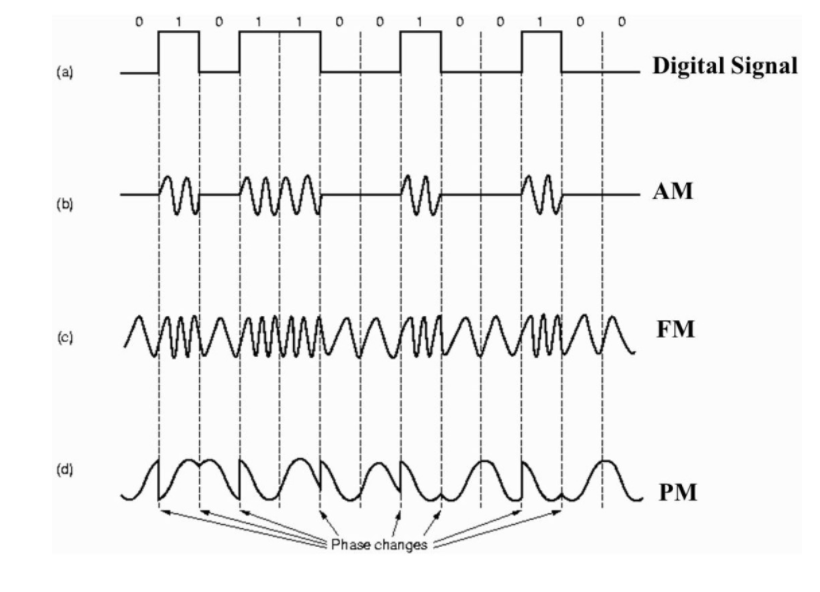 0 1 0 1 1 0 0 1 0 0 1 0 0
(a) Digital Signal
(b) AM
(c) FM
(d) PM
Phase changes